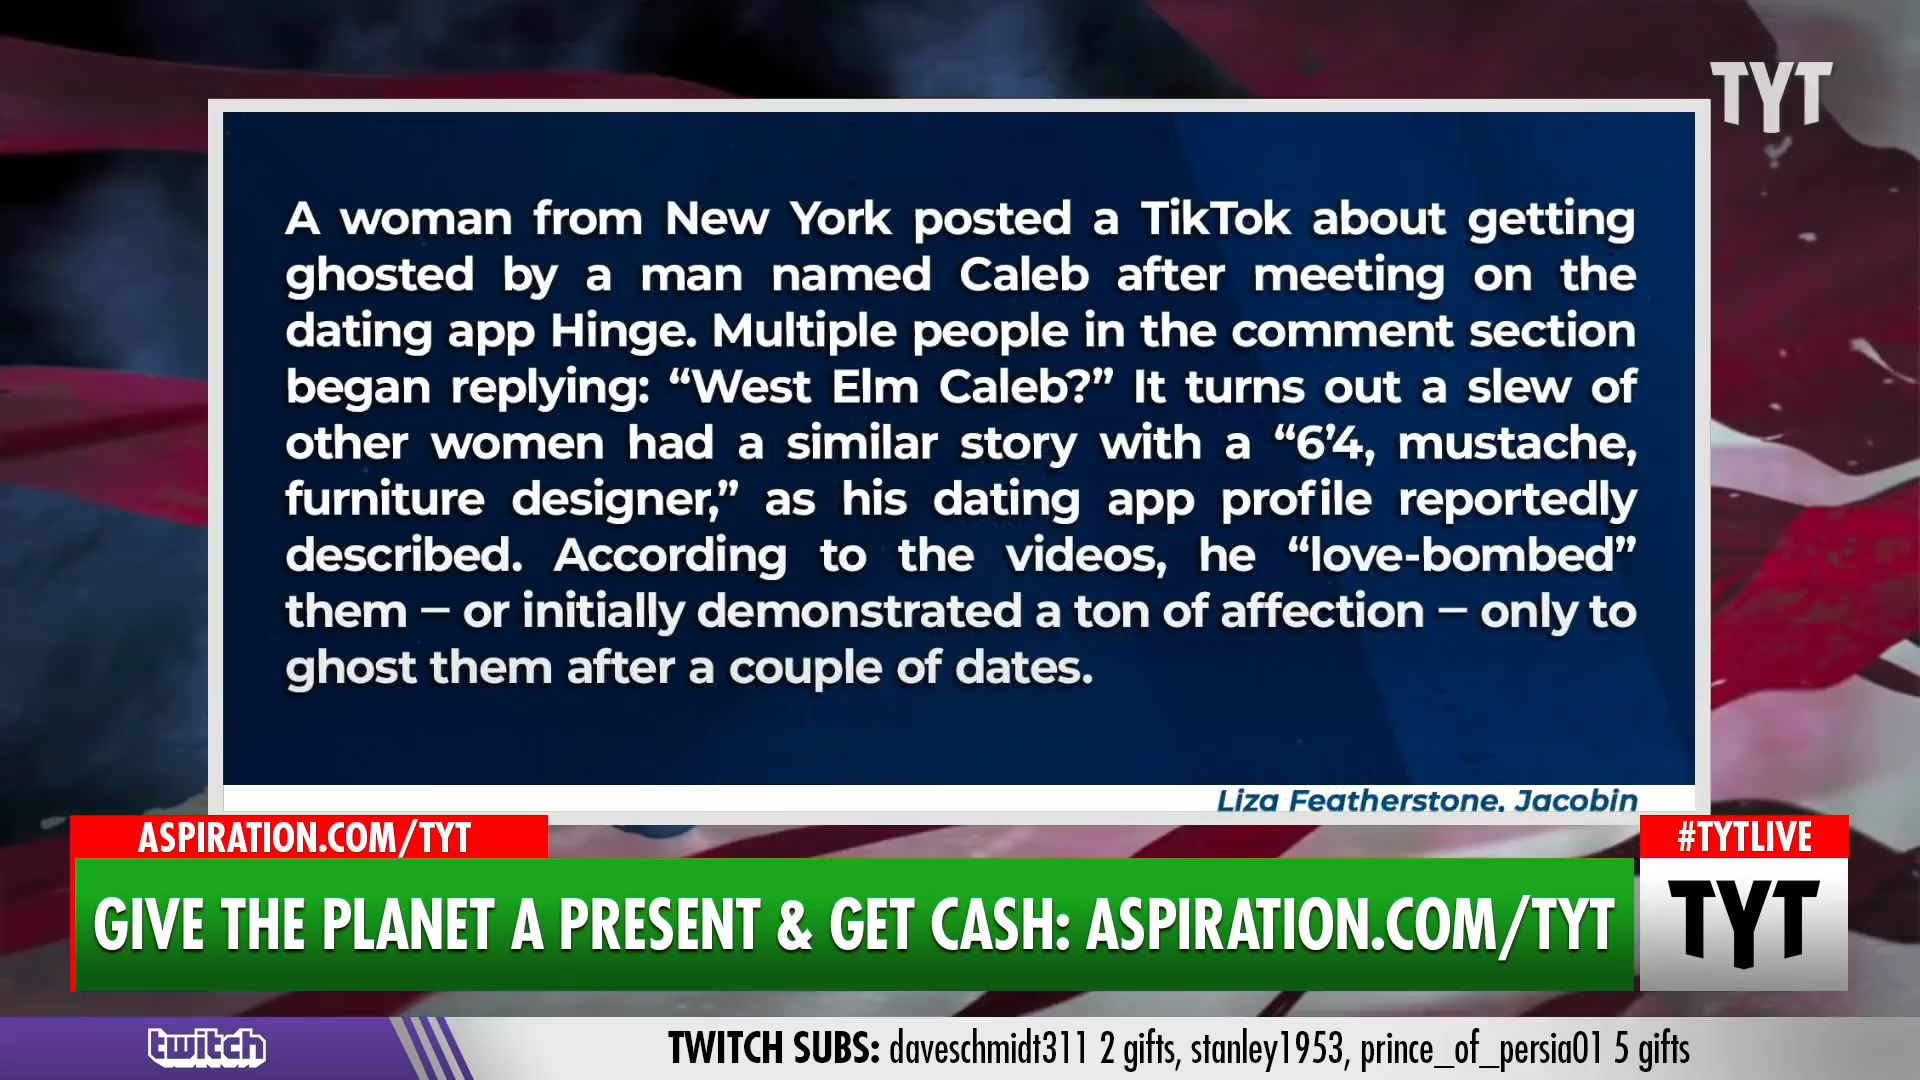 TYT
A woman from New York posted a TikTok about getting
ghosted by a man named Caleb after meeting on the
dating app Hinge. Multiple people in the comment section
began replying: “West Elm Caleb?” It turns out a slew of
other women had a similar story with a “6’4, mustache,
furniture designer,” as his dating app profile reportedly
described. According to the videos, he “love-bombed”
them – or initially demonstrated a ton of affection – only to
ghost them after a couple of dates.
Liza Featherstone, Jacobin
ASPIRATION.COM/TYT
#TYTLIVE
GIVE THE PLANET A PRESENT & GET CASH: ASPIRATION.COM/TYT
TYT
twitch
TWITCH SUBS: daveschmidt311 2 gifts, stanley1953, prince_of_persia01 5 gifts